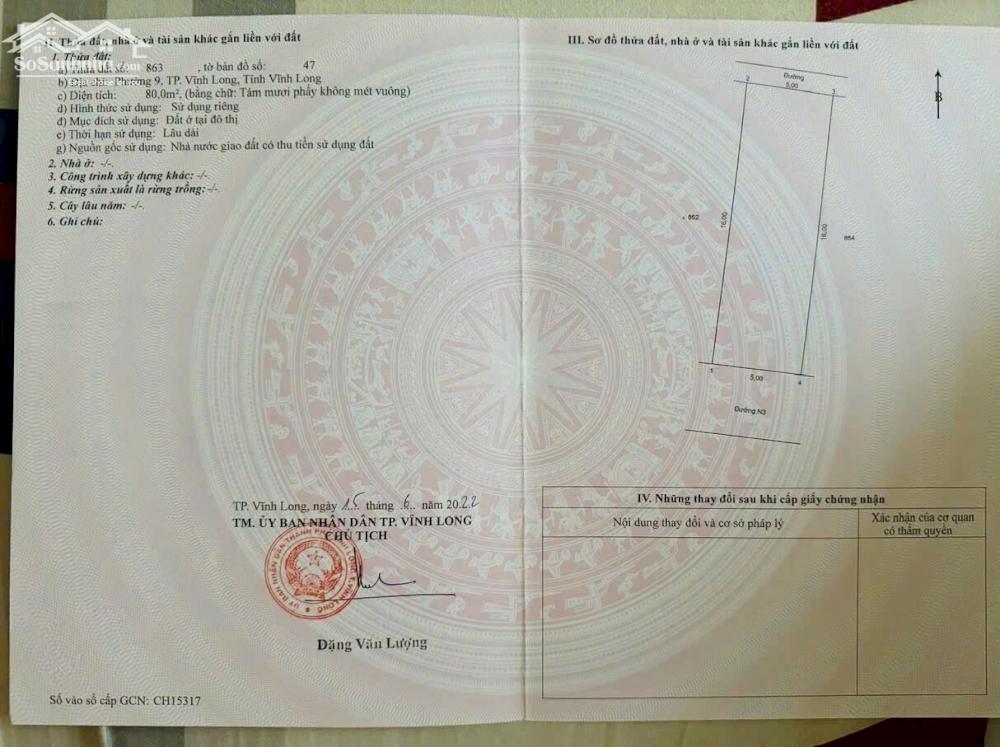 SoSanhNha.com
II. Thửa đất, nhà ở và tài sản khác gắn liền với đất
1. Thửa đất:
a) Thửa đất số: 863 , tờ bản đồ số: 47
b) Địa chỉ: Phường 9, TP. Vĩnh Long, Tỉnh Vĩnh Long
c) Diện tích: 80,0m², (bằng chữ: Tám mươi phẩy không mét vuông)
d) Hình thức sử dụng: Sử dụng riêng
đ) Mục đích sử dụng: Đất ở tại đô thị
e) Thời hạn sử dụng: Lâu dài
g) Nguồn gốc sử dụng: Nhà nước giao đất có thu tiền sử dụng đất
2. Nhà ở: -/-.
3. Công trình xây dựng khác: -/-.
4. Rừng sản xuất là rừng trồng: -/-.
5. Cây lâu năm: -/-.
6. Ghi chú:
TP. Vĩnh Long, ngày 15 tháng 6 năm 2022
TM. ỦY BAN NHÂN DÂN TP. VĨNH LONG
CHỦ TỊCH
Đặng Văn Lượng
Số vào sổ cấp GCN: CH15317
III. Sơ đồ thửa đất, nhà ở và tài sản khác gắn liền với đất
Đường
2 5,00 3
B
862
16,00
16,00
864
1 5,00 4
Đường N3
IV. Những thay đổi sau khi cấp giấy chứng nhận
Nội dung thay đổi và cơ sở pháp lý
Xác nhận của cơ quan
có thẩm quyền